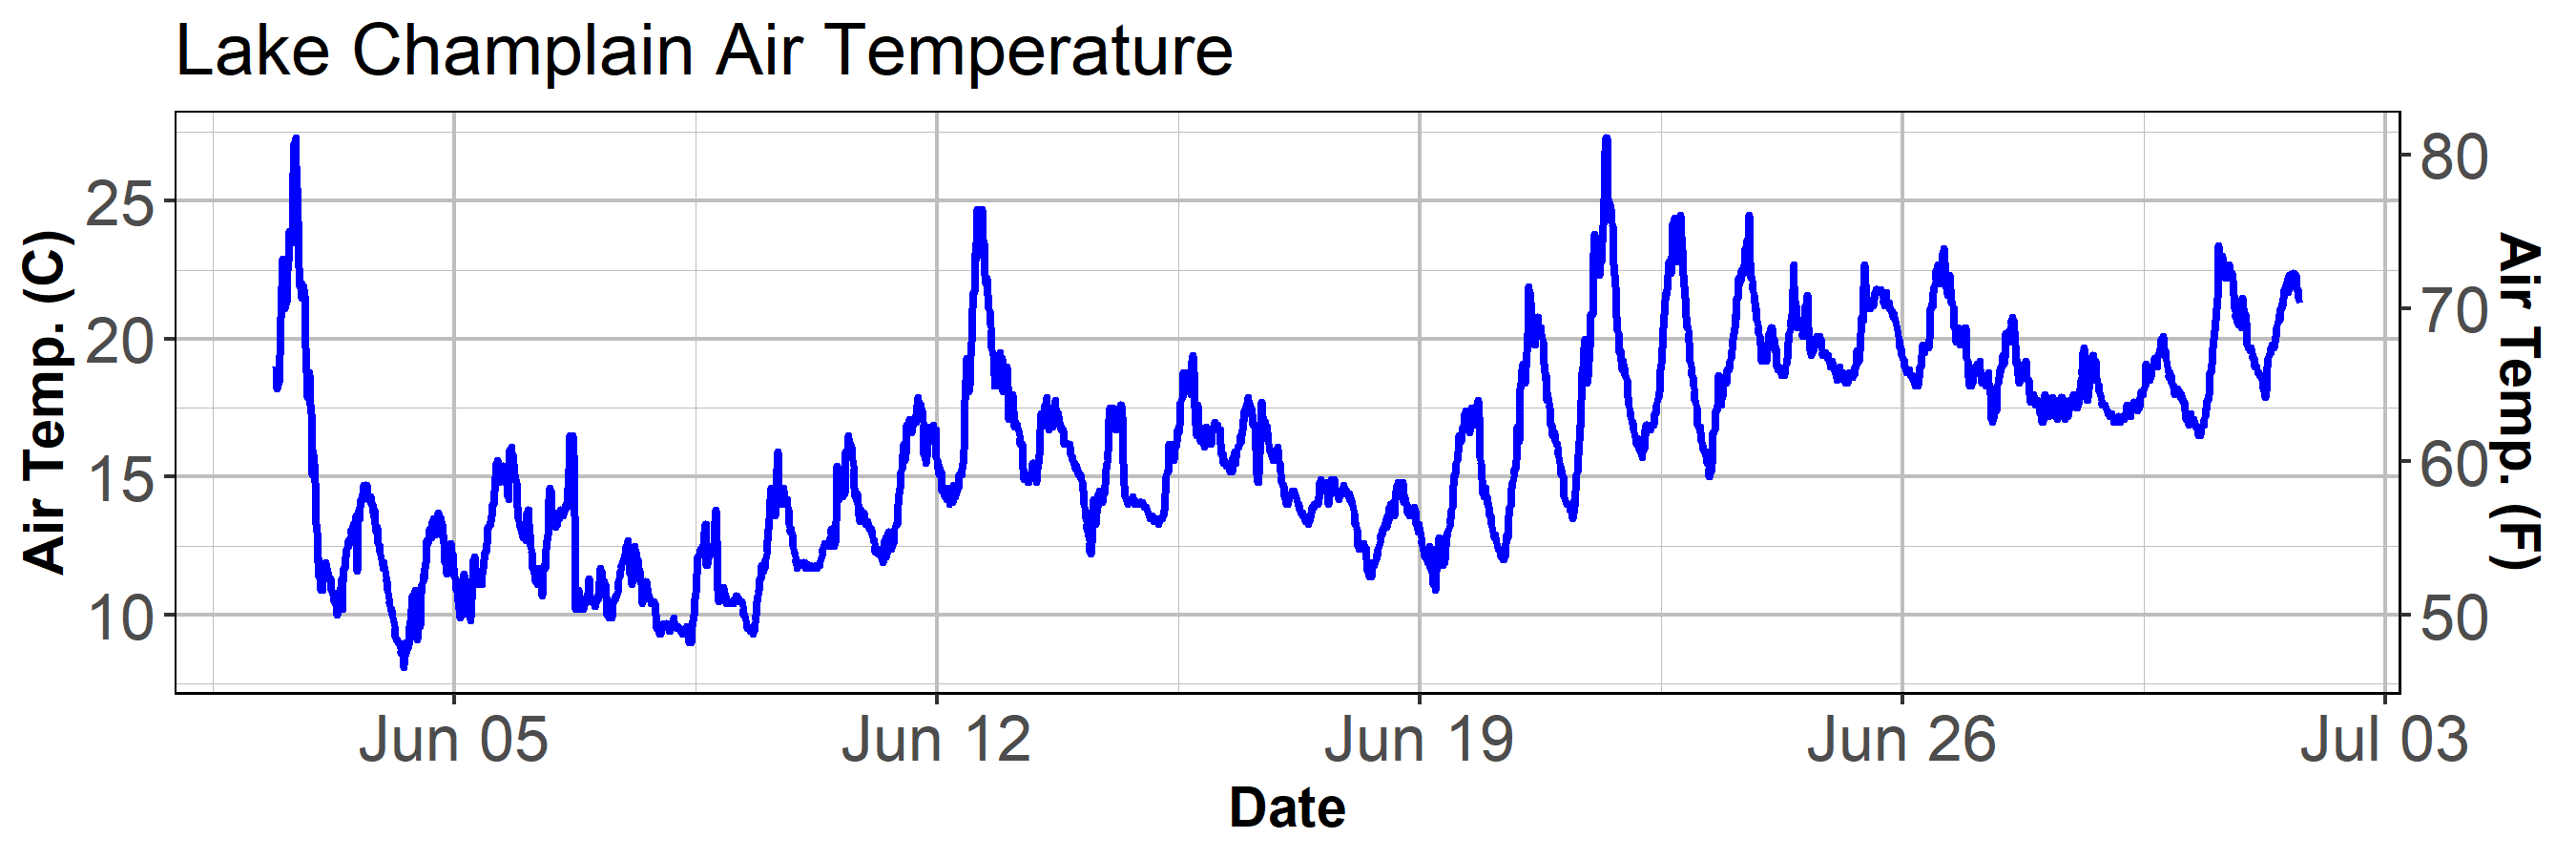 Lake Champlain Air Temperature
Air Temp. (C)
25
20
15
10
80
70
60
50
Air Temp. (F)
Jun 05 Jun 12 Jun 19 Jun 26 Jul 03
Date